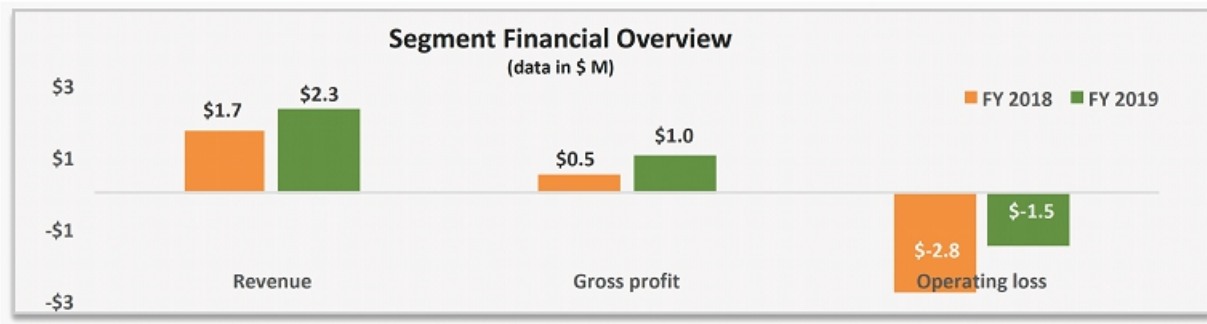 Segment Financial Overview
(data in $ M)
$3
$1
-$1
-$3
FY 2018 FY 2019
$1.7
$2.3
$0.5
$1.0
$-2.8
$-1.5
Revenue
Gross profit
Operating loss